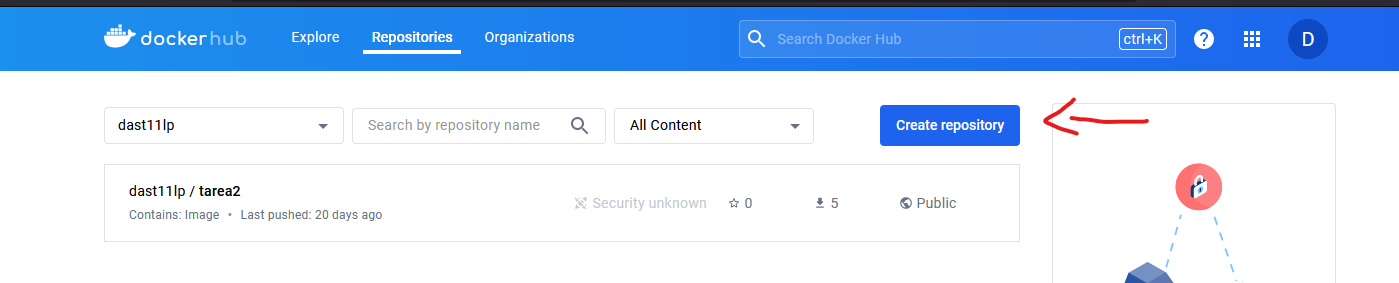 dockerhub Explore Repositories Organizations Search Docker Hub ctrl+K ? D
dast11lp Search by repository name All Content Create repository
dast11lp / tarea2
Security unknown 0 5 Public
Contains: Image • Last pushed: 20 days ago